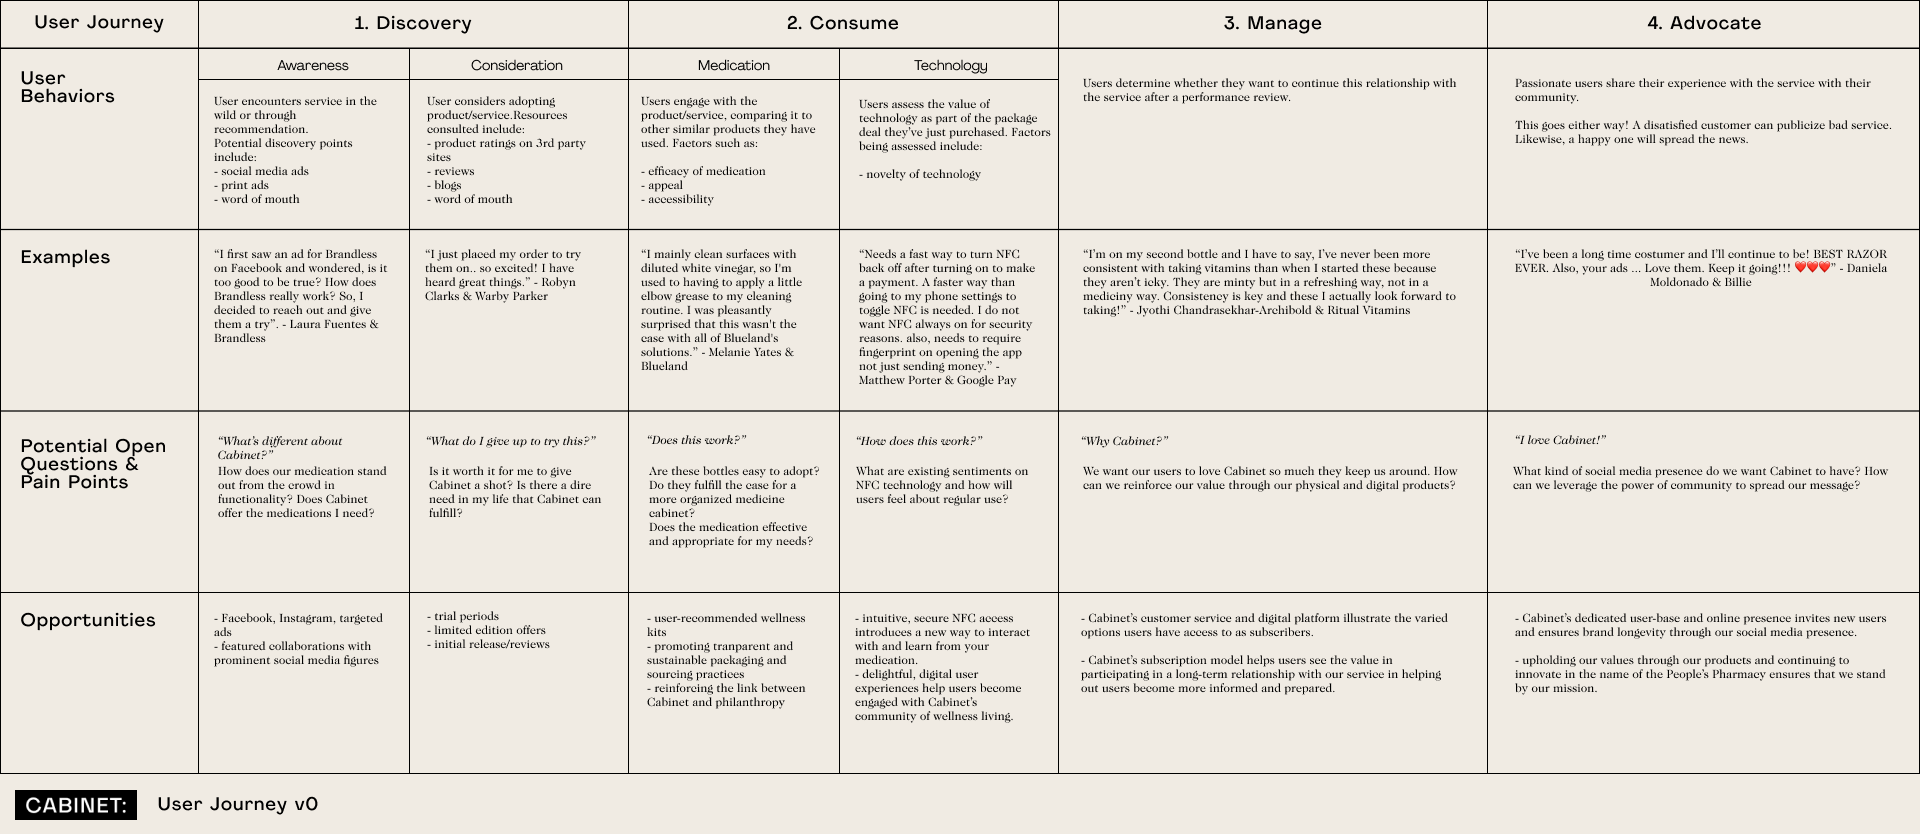 User Journey
1. Discovery
2. Consume
3. Manage
4. Advocate
User
Behaviors
Awareness
User encounters service in the
wild or through
recommendation.
Potential discovery points
include:
- social media ads
- print ads
- word of mouth
Consideration
User considers adopting
product/service.Resources
consulted include:
- product ratings on 3rd party
sites
- reviews
- blogs
- word of mouth
Medication
Users engage with the
product/service, comparing it to
other similar products they have
used. Factors such as:
- efficacy of medication
- appeal
- accessibility
Technology
Users assess the value of
technology as part of the package
deal they’ve just purchased. Factors
being assessed include:
- novelty of technology
Users determine whether they want to continue this relationship with
the service after a performance review.
Passionate users share their experience with the service with their
community.
This goes either way! A disatisfied customer can publicize bad service.
Likewise, a happy one will spread the news.
Examples
“I first saw an ad for Brandless
on Facebook and wondered, is it
too good to be true? How does
Brandless really work? So, I
decided to reach out and give
them a try”. - Laura Fuentes &
Brandless
“I just placed my order to try
them on.. so excited! I have
heard great things.” - Robyn
Clarks & Warby Parker
“I mainly clean surfaces with
diluted white vinegar, so I'm
used to having to apply a little
elbow grease to my cleaning
routine. I was pleasantly
surprised that this wasn't the
case with all of Blueland's
solutions.” - Melanie Yates &
Blueland
“Needs a fast way to turn NFC
back off after turning on to make
a payment. A faster way than
going to my phone settings to
toggle NFC is needed. I do not
want NFC always on for security
reasons. also, needs to require
fingerprint on opening the app
not just sending money.” -
Matthew Porter & Google Pay
“I’m on my second bottle and I have to say, I’ve never been more
consistent with taking vitamins than when I started these because
they aren’t icky. They are minty but in a refreshing way, not in a
mediciny way. Consistency is key and these I actually look forward to
taking!” - Jyothi Chandrasekhar-Archibold & Ritual Vitamins
“I’ve been a long time costumer and I’ll continue to be! BEST RAZOR
EVER. Also, your ads ... Love them. Keep it going!!! ❤️❤️❤️” - Daniela
Moldonado & Billie
Potential Open
Questions &
Pain Points
“What’s different about
Cabinet?”
How does our medication stand
out from the crowd in
functionality? Does Cabinet
offer the medications I need?
“What do I give up to try this?”
Is it worth it for me to give
Cabinet a shot? Is there a dire
need in my life that Cabinet can
fulfill?
“Does this work?”
Are these bottles easy to adopt?
Do they fulfill the case for a
more organized medicine
cabinet?
Does the medication effective
and appropriate for my needs?
“How does this work?”
What are existing sentiments on
NFC technology and how will
users feel about regular use?
“Why Cabinet?”
We want our users to love Cabinet so much they keep us around. How
can we reinforce our value through our physical and digital products?
“I love Cabinet!”
What kind of social media presence do we want Cabinet to have? How
can we leverage the power of community to spread our message?
Opportunities
- Facebook, Instagram, targeted
ads
- featured collaborations with
prominent social media figures
- trial periods
- limited edition offers
- initial release/reviews
- user-recommended wellness
kits
- promoting tranparent and
sustainable packaging and
sourcing practices
- reinforcing the link between
Cabinet and philanthropy
- intuitive, secure NFC access
introduces a new way to interact
with and learn from your
medication.
- delightful, digital user
experiences help users become
engaged with Cabinet’s
community of wellness living.
- Cabinet’s customer service and digital platform illustrate the varied
options users have access to as subscribers.
- Cabinet’s subscription model helps users see the value in
participating in a long-term relationship with our service in helping
out users become more informed and prepared.
- Cabinet’s dedicated user-base and online presence invites new users
and ensures brand longevity through our social media presence.
- upholding our values through our products and continuing to
innovate in the name of the People’s Pharmacy ensures that we stand
by our mission.
CABINET:
User Journey v0